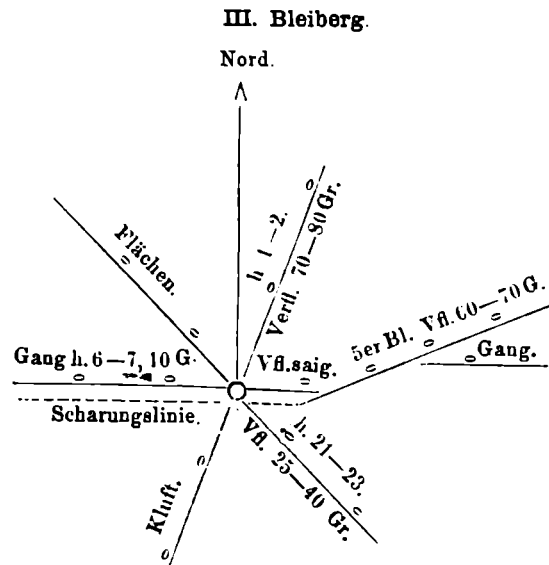 III. Bleiberg.
Nord.
Flächen.
h 1—2.
Verfl. 70—80 Gr.
5er Bl. Vfl. 60—70 G.
Gang h. 6—7, 10 G.
Vfl. saig.
Gang.
Scharungslinie.
h. 21—23.
Vfl. 25—40 Gr.
Kluft.